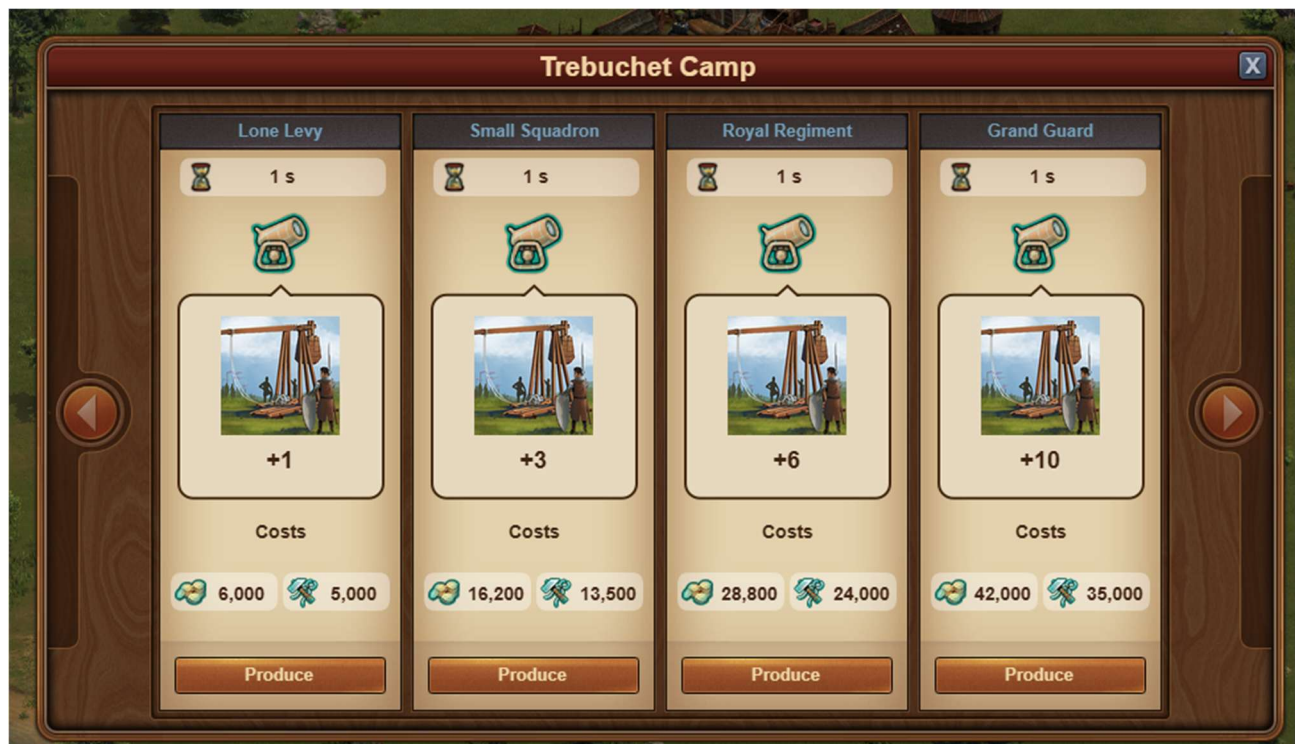 Trebuchet Camp
X
Lone Levy
1 s
+1
Costs
6,000 5,000
Produce
Small Squadron
1 s
+3
Costs
16,200 13,500
Produce
Royal Regiment
1 s
+6
Costs
28,800 24,000
Produce
Grand Guard
1 s
+10
Costs
42,000 35,000
Produce